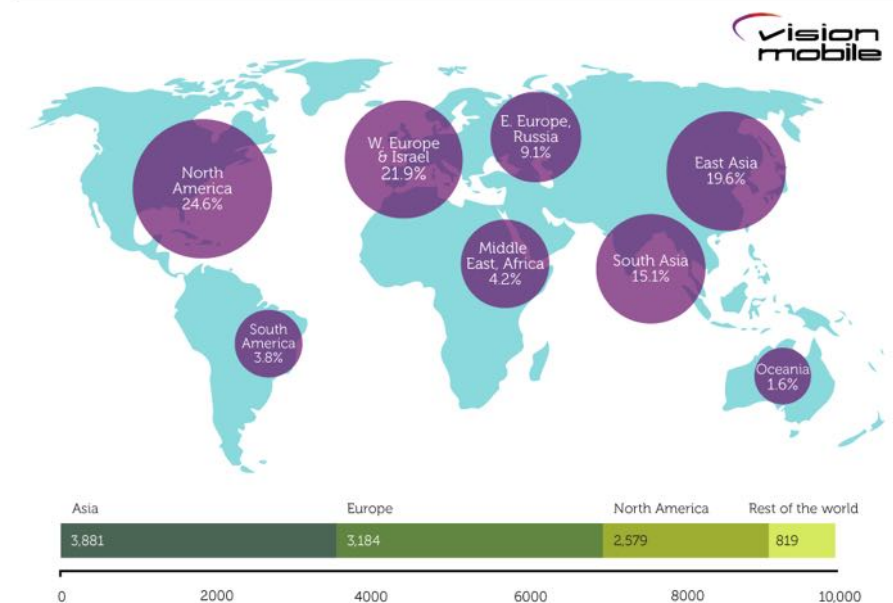 vision
mobile
North
America
24.6%
W. Europe
& Israel
21.9%
E. Europe,
Russia
9.1%
East Asia
19.6%
Middle
East, Africa
4.2%
South Asia
15.1%
South
America
3.8%
Oceania
1.6%
Asia Europe North America Rest of the world
3,881 3,184 2,579 819
0 2000 4000 6000 8000 10,000